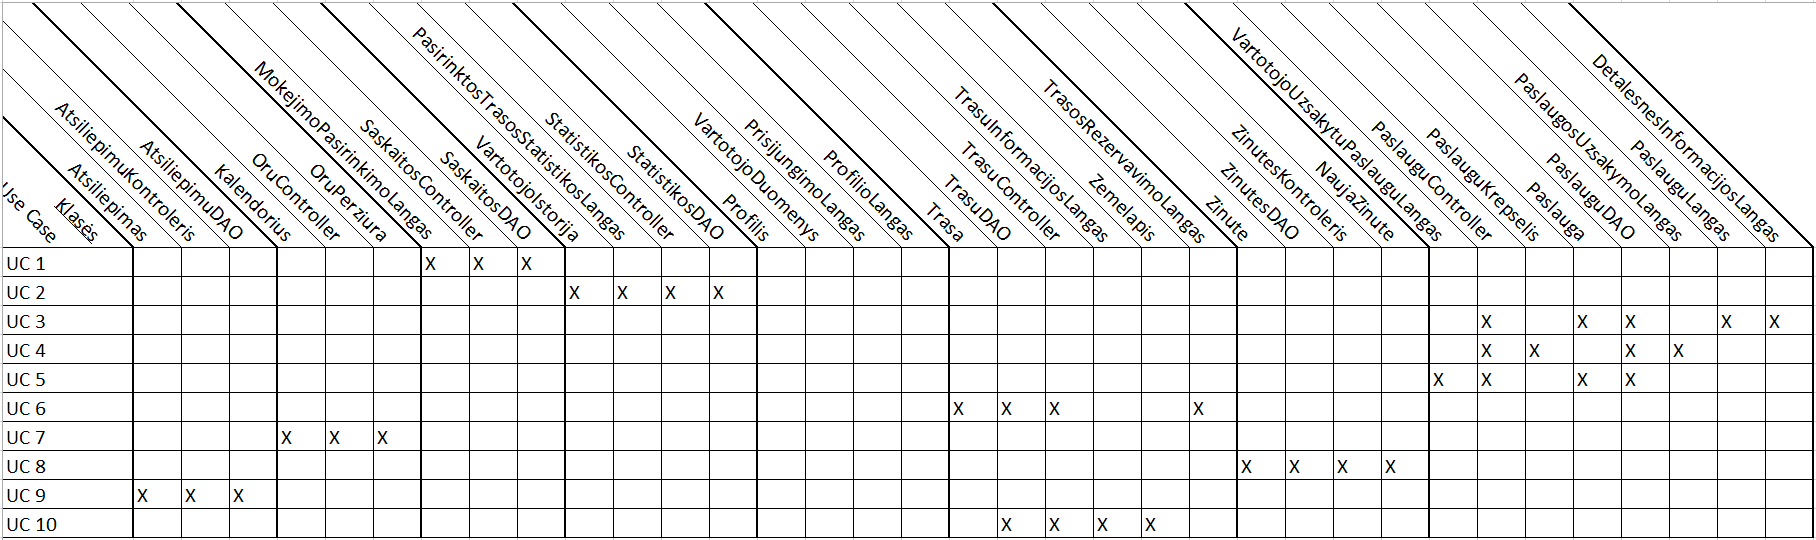 Use Case
Klasės
Atsiliepimas
AtsiliepimuKontroleris
AtsiliepimuDAO
Kalendorius
OruController
OruPerziura
MokejimoPasirinkimoLangas
SaskaitosController
SaskaitosDAO
VartotojoIstorija
PasirinktosTrasosStatistikosLangas
StatistikosController
StatistikosDAO
Profilis
VartotojoDuomenys
PrisijungimoLangas
ProfilioLangas
Trasa
TrasuDAO
TrasuController
TrasuInformacijosLangas
Zemelapis
TrasosRezervavimoLangas
Zinute
ZinutesDAO
ZinutesKontroleris
NaujaZinute
VartotojoUzsakytuPaslauguLangas
PaslauguController
PaslauguKrepselis
Paslauga
PaslauguDAO
PaslaugosUzsakymoLangas
PaslauguLangas
DetalesnesInformacijosLangas
UC 1 X X X
UC 2 X X X X
UC 3 X X X X X
UC 4 X X X X
UC 5 X X X X
UC 6 X X X X
UC 7 X X X
UC 8 X X X X
UC 9 X X X
UC 10 X X X X